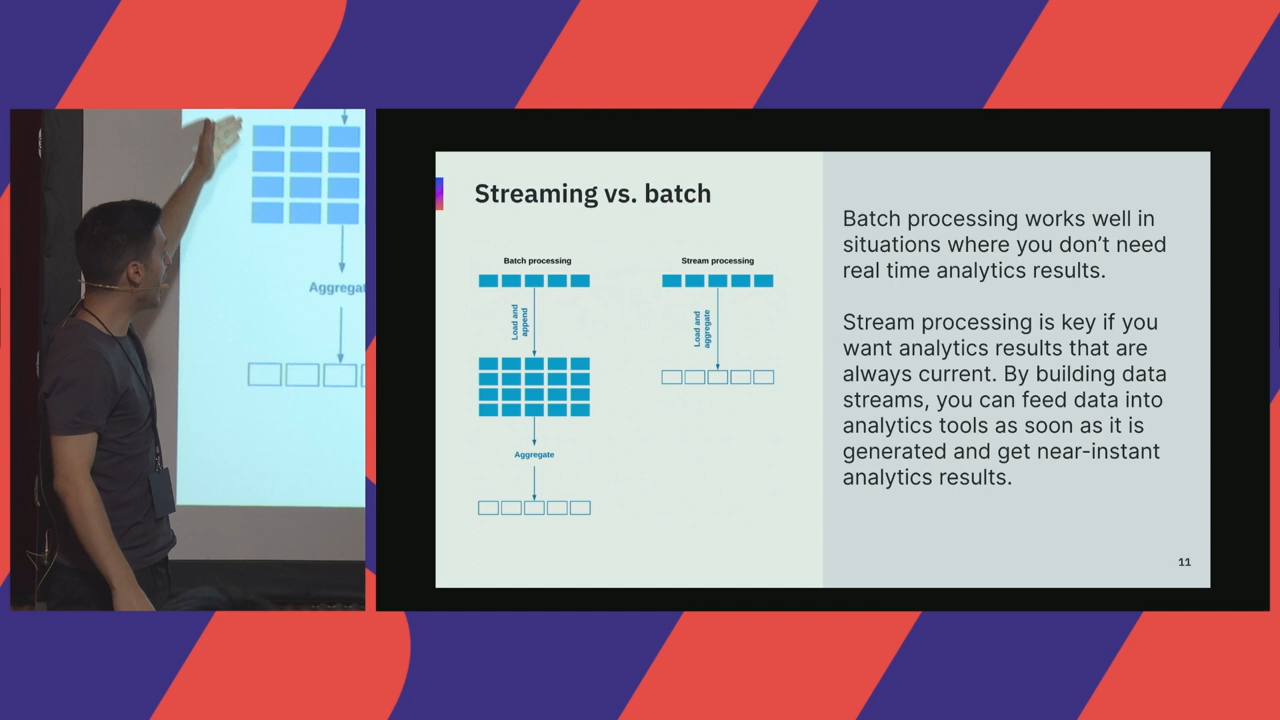 Aggregat
Streaming vs. batch
Batch processing
Load and
append
Aggregate
Stream processing
Load and
aggregate
Batch processing works well in
situations where you don’t need
real time analytics results.
Stream processing is key if you
want analytics results that are
always current. By building data
streams, you can feed data into
analytics tools as soon as it is
generated and get near-instant
analytics results.
11